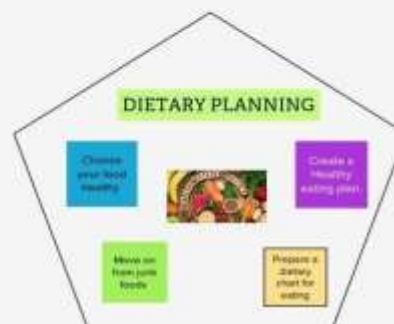 DIETARY PLANNING
Choose
your food
Healthy
Create a
Healthy
eating plan
Move on
from junk
foods
Prepare a
dietary
chart for
eating